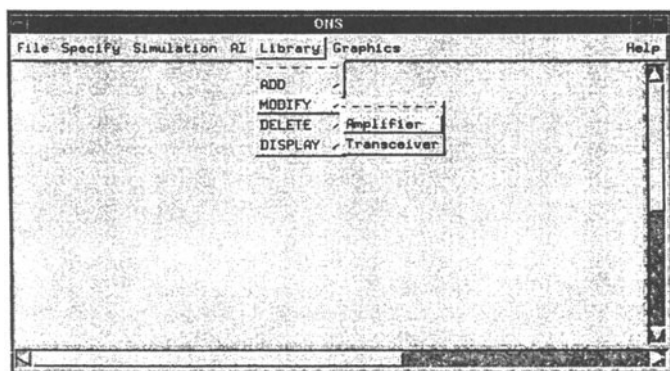 ONS
File Specify Simulation AI Library Graphics Help
ADD
MODIFY
DELETE Amplifier
DISPLAY Transceiver